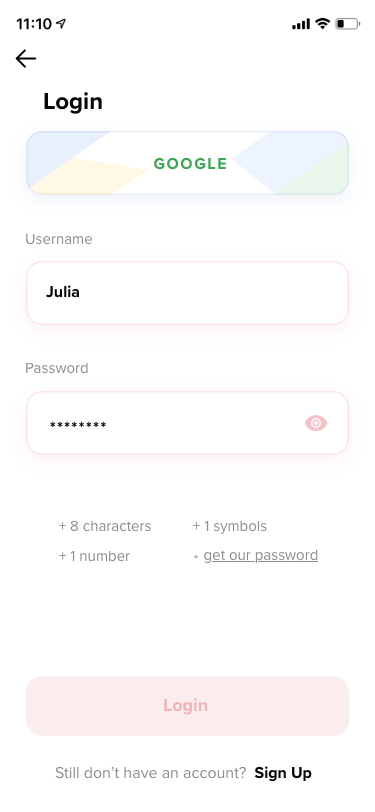 11:10
Login
GOOGLE
Username
Julia
Password
********
+ 8 characters
+ 1 symbols
+ 1 number
* get our password
Login
Still don't have an account? Sign Up